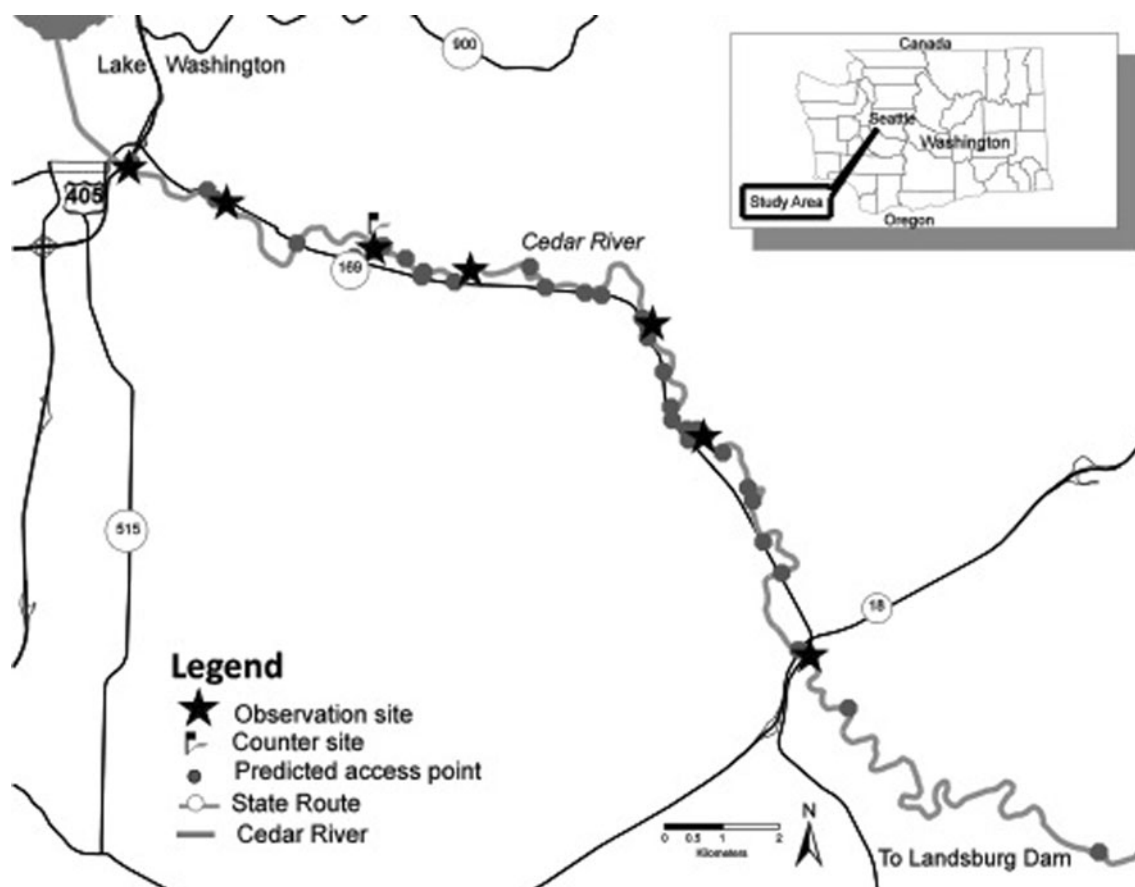 900
Lake Washington
Canada
Seattle
Washington
Study Area
Oregon
405
Cedar River
169
515
18
Legend
Observation site
Counter site
Predicted access point
State Route
Cedar River
N
0 0.5 1 2
Kilometers
To Landsburg Dam